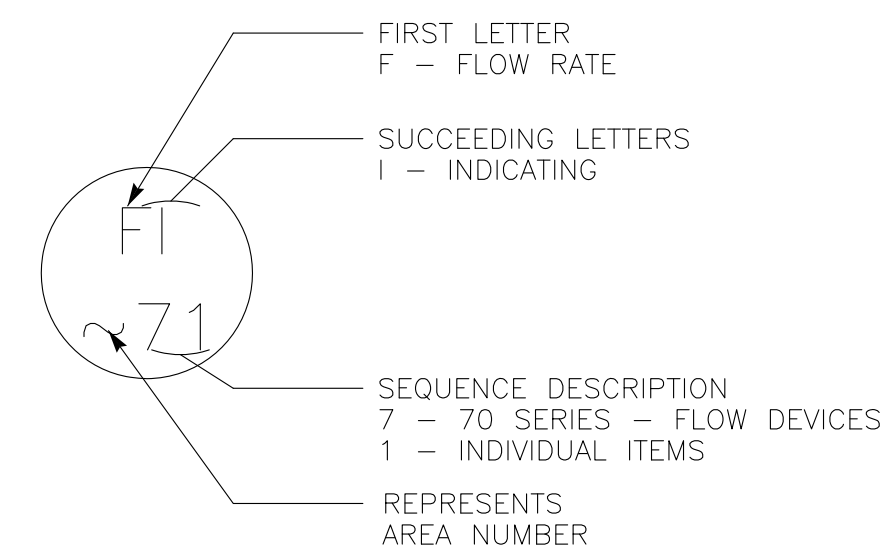 FIRST LETTER
F – FLOW RATE
SUCCEEDING LETTERS
I – INDICATING
FI
~71
SEQUENCE DESCRIPTION
7 – 70 SERIES – FLOW DEVICES
1 – INDIVIDUAL ITEMS
REPRESENTS
AREA NUMBER